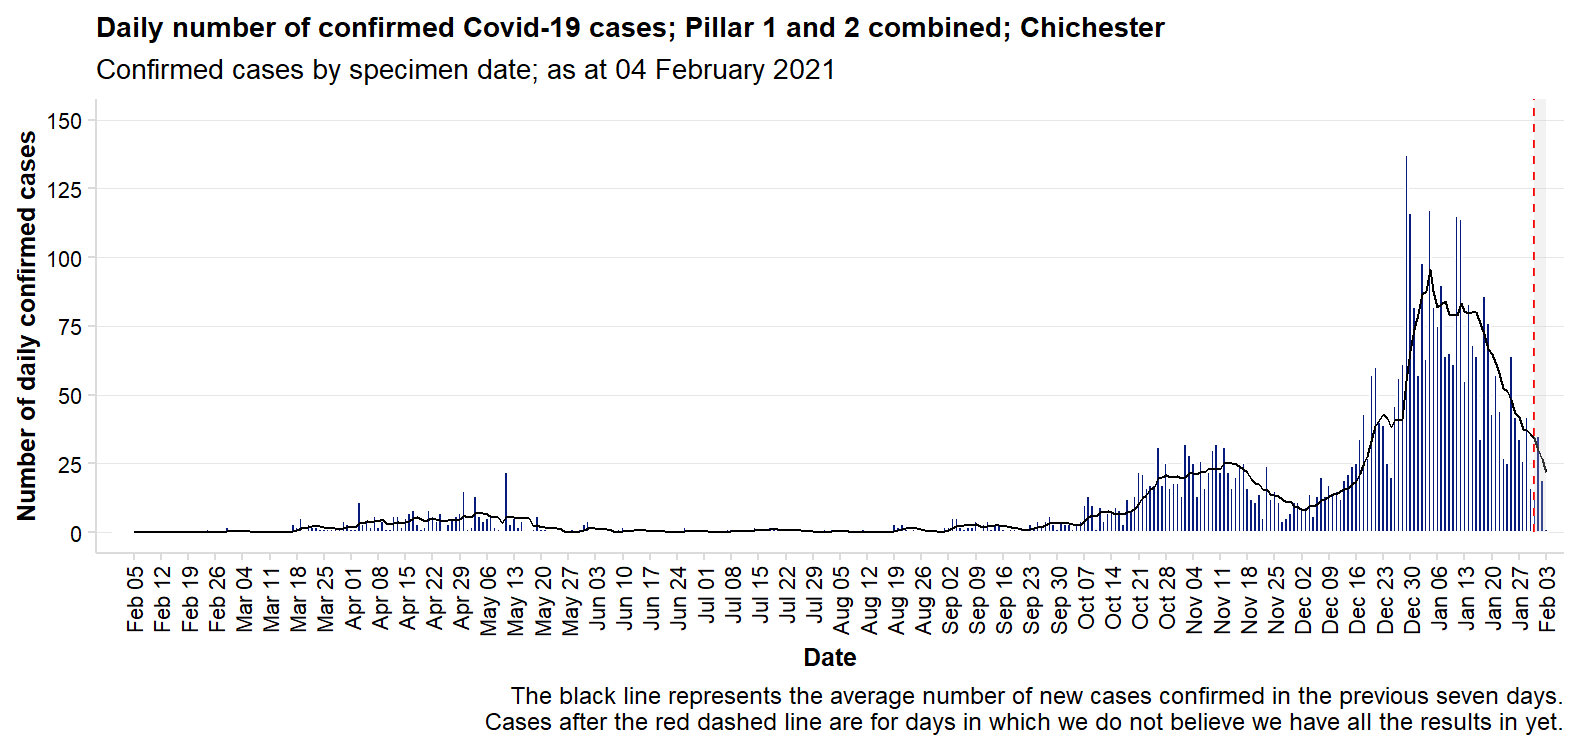 Daily number of confirmed Covid-19 cases; Pillar 1 and 2 combined; Chichester
Confirmed cases by specimen date; as at 04 February 2021
Number of daily confirmed cases
150
125
100
75
50
25
0
Feb 05
Feb 12
Feb 19
Feb 26
Mar 04
Mar 11
Mar 18
Mar 25
Apr 01
Apr 08
Apr 15
Apr 22
Apr 29
May 06
May 13
May 20
May 27
Jun 03
Jun 10
Jun 17
Jun 24
Jul 01
Jul 08
Jul 15
Jul 22
Jul 29
Aug 05
Aug 12
Aug 19
Aug 26
Sep 02
Sep 09
Sep 16
Sep 23
Sep 30
Oct 07
Oct 14
Oct 21
Oct 28
Nov 04
Nov 11
Nov 18
Nov 25
Dec 02
Dec 09
Dec 16
Dec 23
Dec 30
Jan 06
Jan 13
Jan 20
Jan 27
Feb 03
Date
The black line represents the average number of new cases confirmed in the previous seven days.
Cases after the red dashed line are for days in which we do not believe we have all the results in yet.